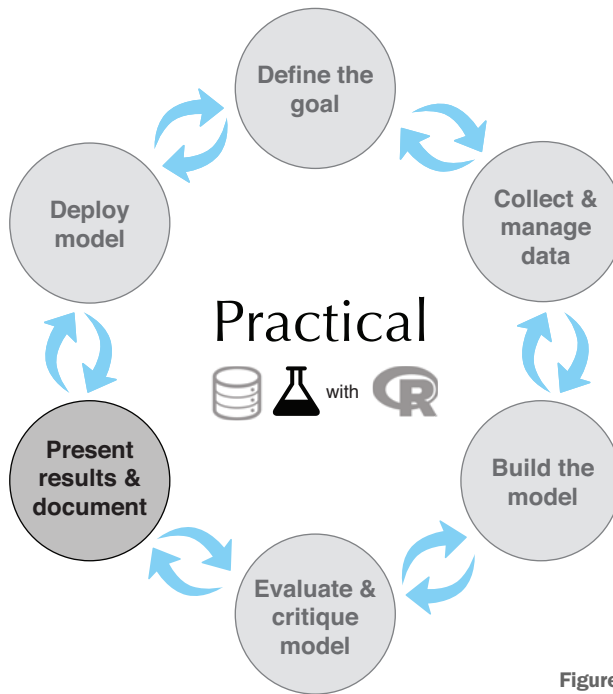 Define the
goal
Collect &
manage
data
Build the
model
Evaluate &
critique
model
Present
results &
document
Deploy
model
Practical
with R
Figure